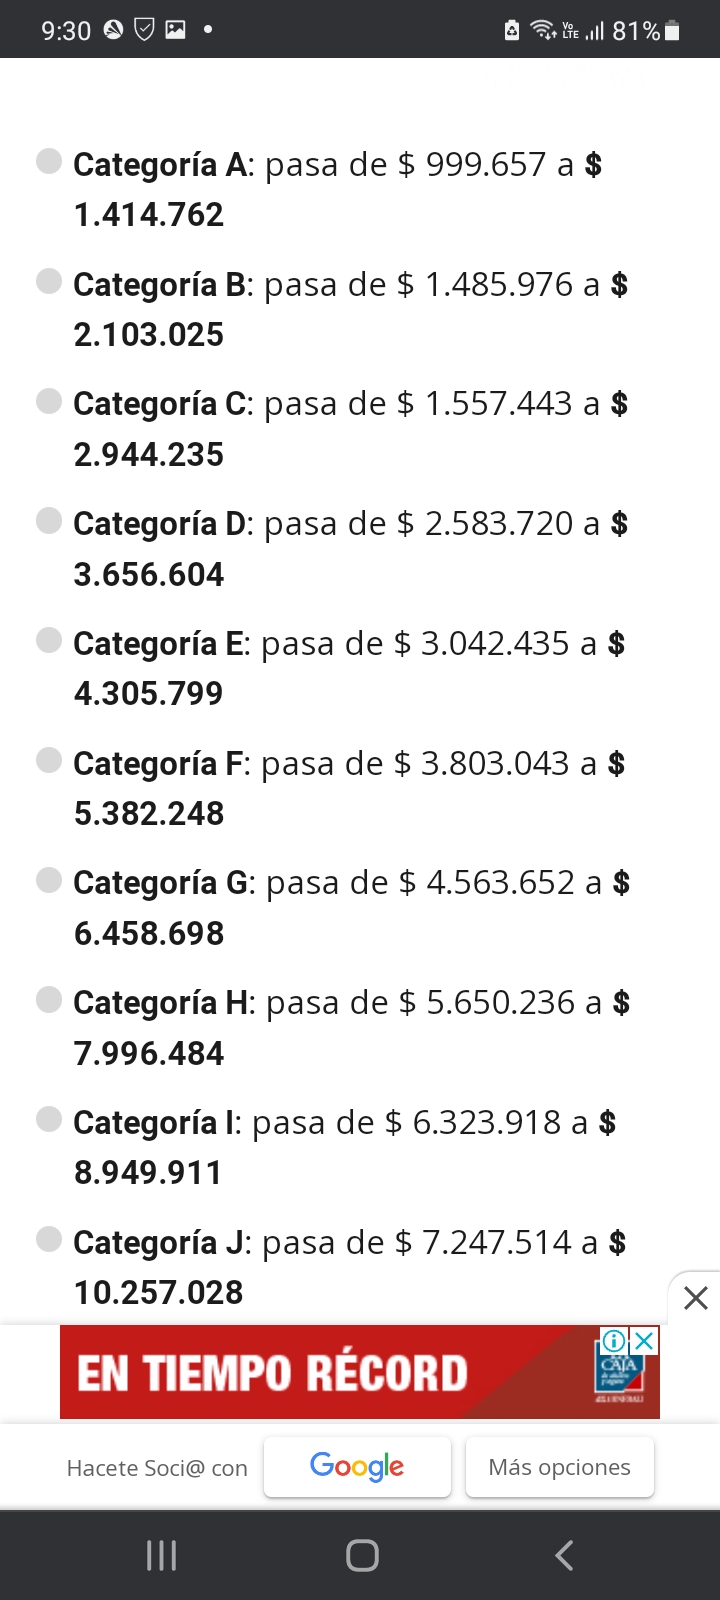 9:30
Vo LTE 81%
Categoría A: pasa de $ 999.657 a $
1.414.762
Categoría B: pasa de $ 1.485.976 a $
2.103.025
Categoría C: pasa de $ 1.557.443 a $
2.944.235
Categoría D: pasa de $ 2.583.720 a $
3.656.604
Categoría E: pasa de $ 3.042.435 a $
4.305.799
Categoría F: pasa de $ 3.803.043 a $
5.382.248
Categoría G: pasa de $ 4.563.652 a $
6.458.698
Categoría H: pasa de $ 5.650.236 a $
7.996.484
Categoría I: pasa de $ 6.323.918 a $
8.949.911
Categoría J: pasa de $ 7.247.514 a $
10.257.028
EN TIEMPO RÉCORD
CAJA
Hacete Soci@ con
Google
Más opciones